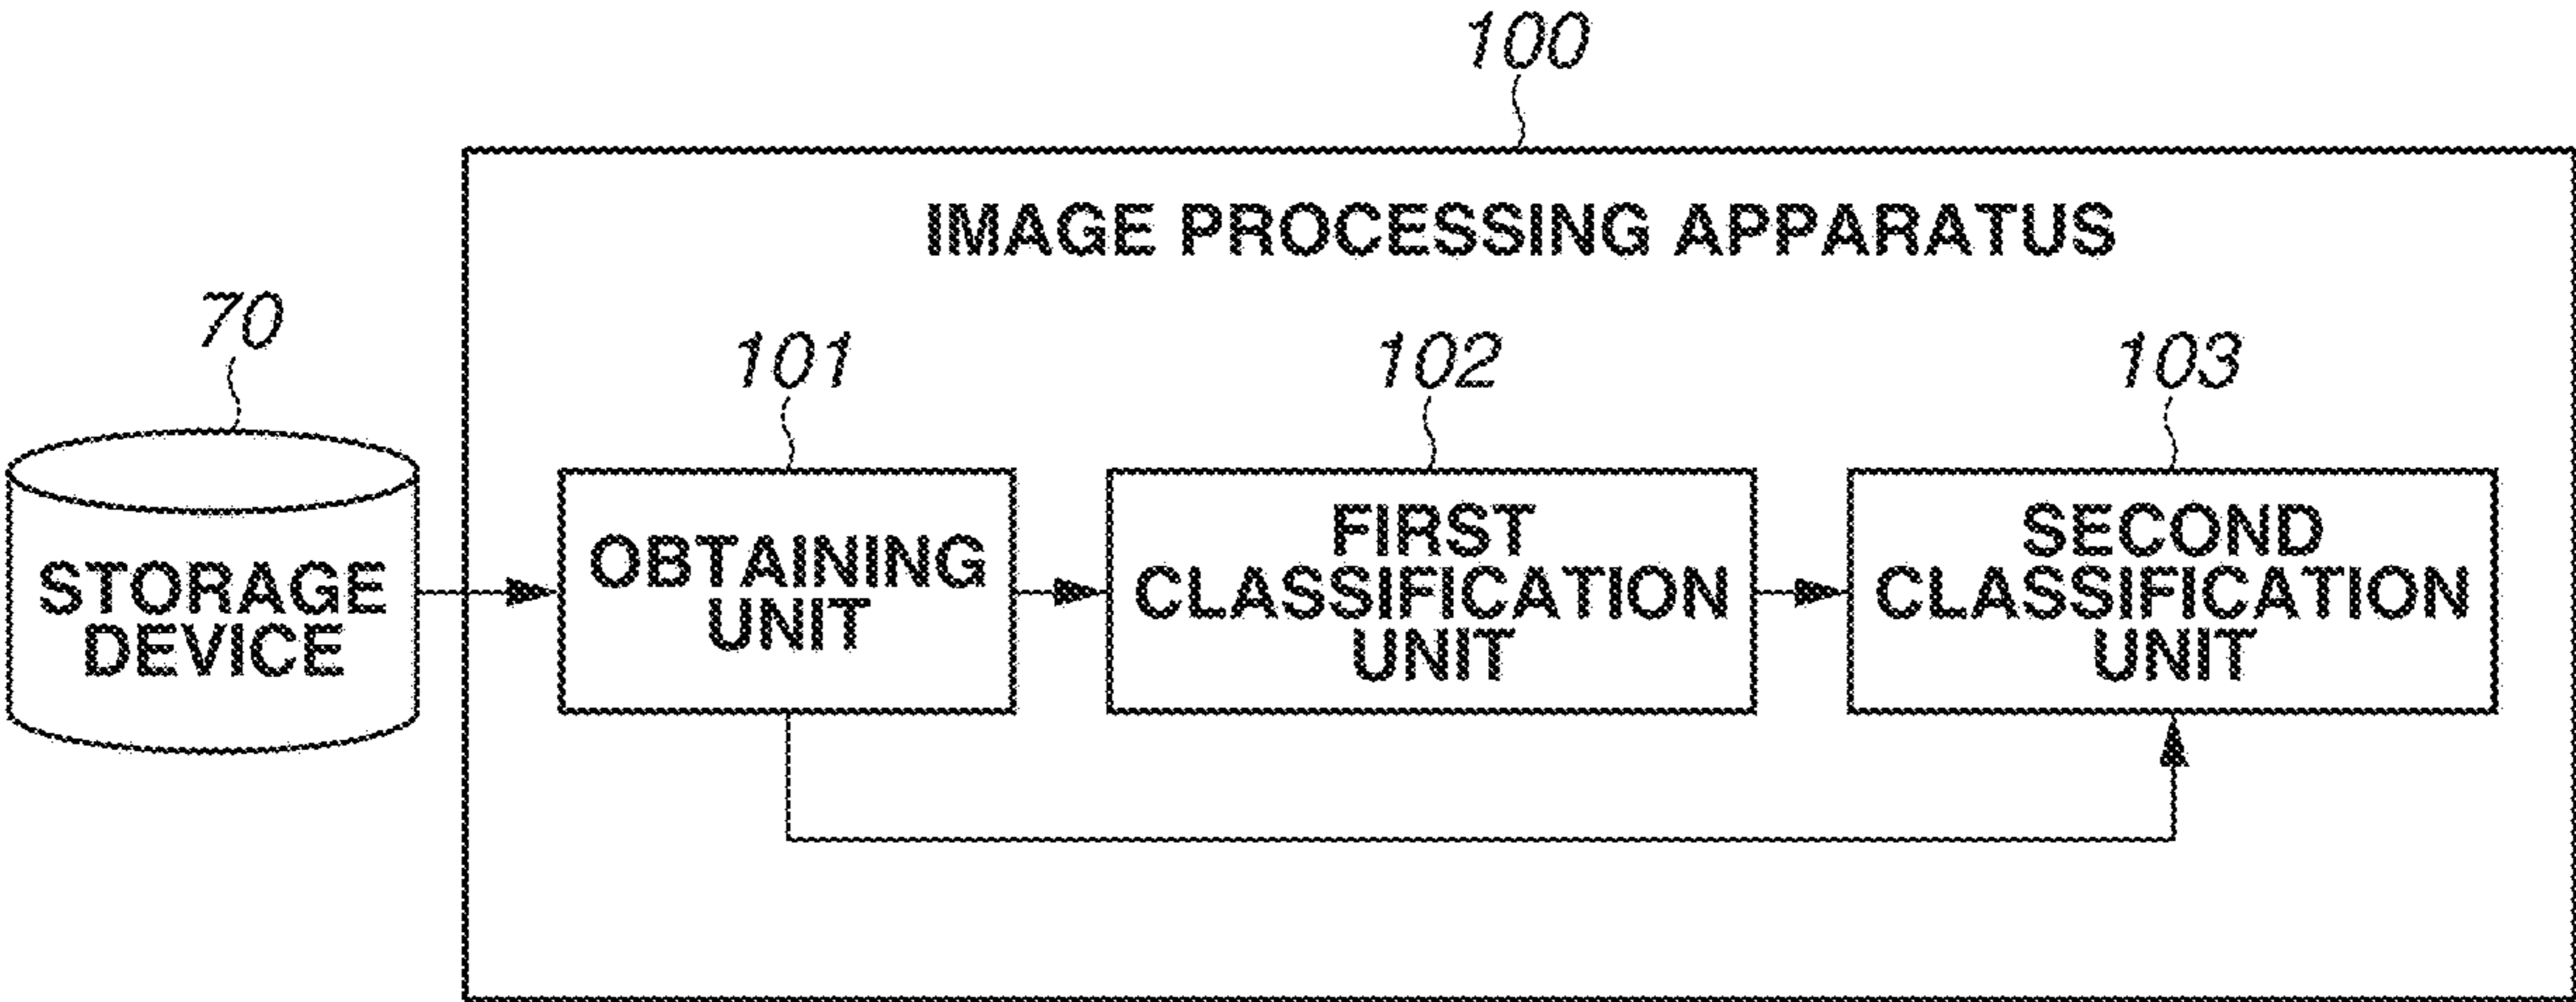 100
IMAGE PROCESSING APPARATUS
70
101
102
103
STORAGE
DEVICE
OBTAINING
UNIT
FIRST
CLASSIFICATION
UNIT
SECOND
CLASSIFICATION
UNIT